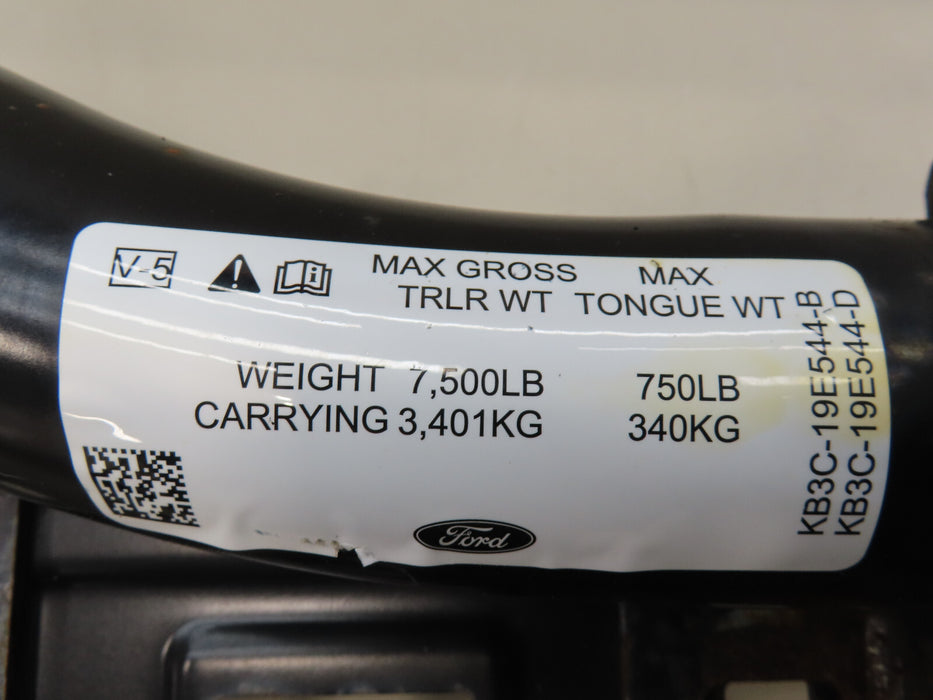 V-5
MAX GROSS MAX
TRLR WT TONGUE WT
WEIGHT 7,500LB 750LB
CARRYING 3,401KG 340KG
Ford
KB3C-19E544-B
KB3C-19E544-D